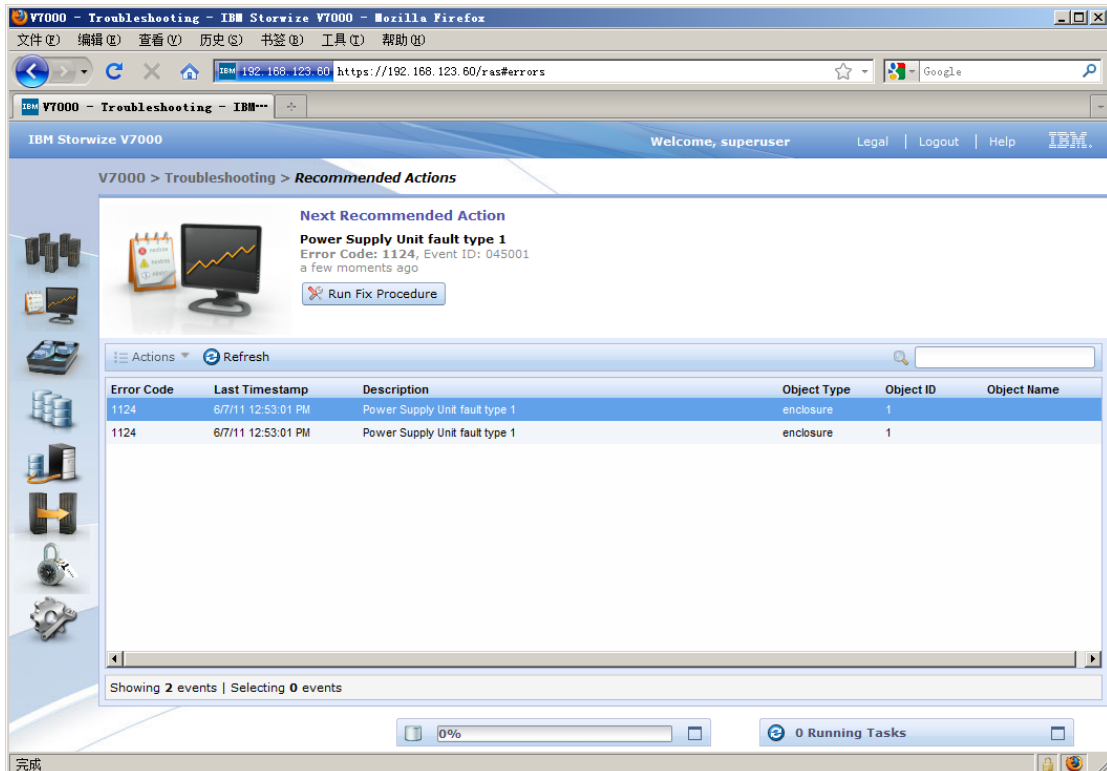 V7000 - Troubleshooting - IBM Storwize V7000 - Mozilla Firefox
文件(F) 编辑(E) 查看(V) 历史(S) 书签(B) 工具(T) 帮助(H)
IBM 192.168.123.60 https://192.168.123.60/ras#errors Google
IBM V7000 - Troubleshooting - IBM…
IBM Storwize V7000 Welcome, superuser Legal | Logout | Help IBM.
V7000 > Troubleshooting > Recommended Actions
Next Recommended Action
Power Supply Unit fault type 1
Error Code: 1124, Event ID: 045001
a few moments ago
Run Fix Procedure
Actions Refresh
Error Code Last Timestamp Description Object Type Object ID Object Name
1124 6/7/11 12:53:01 PM Power Supply Unit fault type 1 enclosure 1
1124 6/7/11 12:53:01 PM Power Supply Unit fault type 1 enclosure 1
Showing 2 events | Selecting 0 events
0% 0 Running Tasks
完成